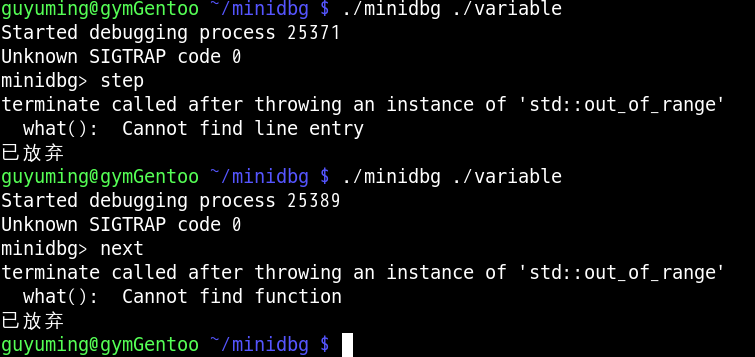 guyuming@gymGentoo ~/minidbg $ ./minidbg ./variable
Started debugging process 25371
Unknown SIGTRAP code 0
minidbg> step
terminate called after throwing an instance of 'std::out_of_range'
  what():  Cannot find line entry
已放弃
guyuming@gymGentoo ~/minidbg $ ./minidbg ./variable
Started debugging process 25389
Unknown SIGTRAP code 0
minidbg> next
terminate called after throwing an instance of 'std::out_of_range'
  what():  Cannot find function
已放弃
guyuming@gymGentoo ~/minidbg $